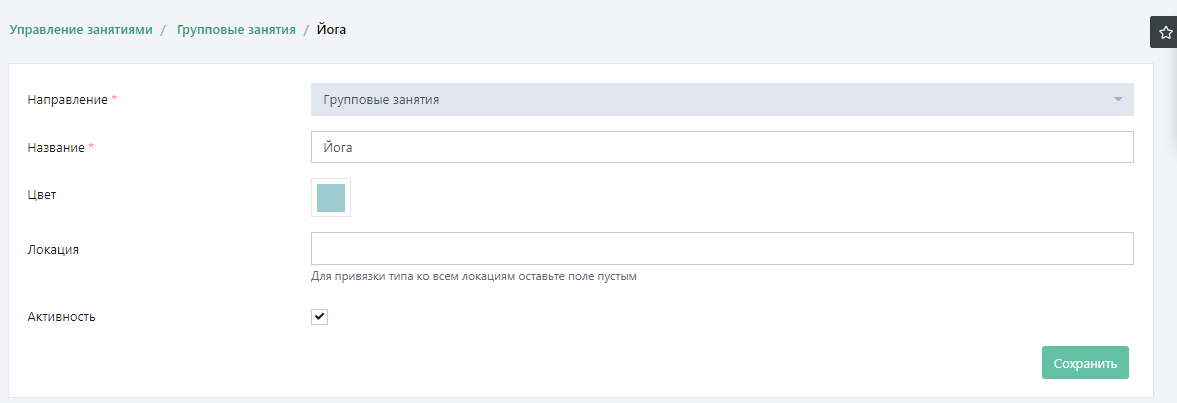 Управление занятиями / Групповые занятия / Йога
Направление *
Групповые занятия
Название *
Йога
Цвет
Локация
Для привязки типа ко всем локациям оставьте поле пустым
Активность
Сохранить